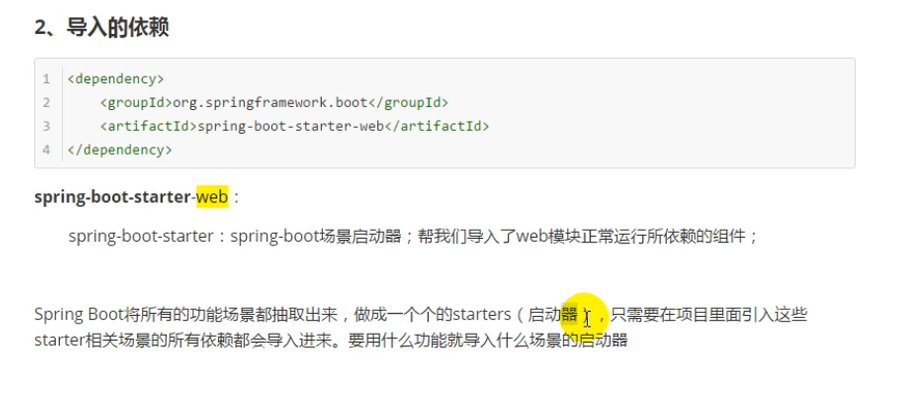 2、导入的依赖
1 <dependency>
2     <groupId>org.springframework.boot</groupId>
3     <artifactId>spring-boot-starter-web</artifactId>
4 </dependency>
spring-boot-starter-web：
spring-boot-starter：spring-boot场景启动器；帮我们导入了web模块正常运行所依赖的组件；
Spring Boot将所有的功能场景都抽取出来，做成一个个的starters（启动器），只需要在项目里面引入这些
starter相关场景的所有依赖都会导入进来。要用什么功能就导入什么场景的启动器